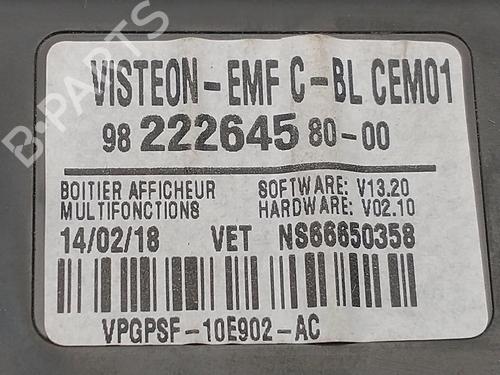 VISTEON-EMF C-BL CEM01
98 222645 80-00
BOITIER AFFICHEUR SOFTWARE: V13.20
MULTIFONCTIONS HARDWARE: V02.10
14/02/18 VET NS66650358
VPGPSF-10E902-AC
B-PARTS